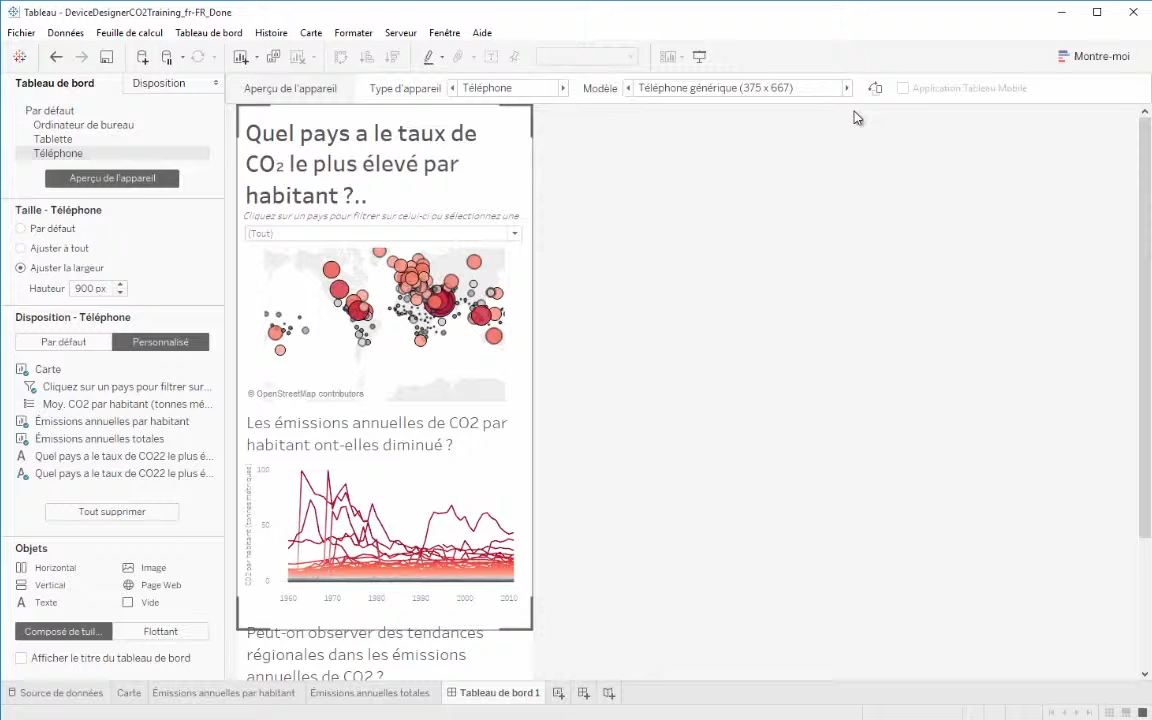 Tableau - DeviceDesignerCO2Training_fr-FR_Done
Fichier Données Feuille de calcul Tableau de bord Histoire Carte Formater Serveur Fenêtre Aide
Montre-moi
Tableau de bord Disposition
Aperçu de l'appareil Type d'appareil Téléphone Modèle Téléphone générique (375 x 667) Application Tableau Mobile
Par défaut
Ordinateur de bureau
Tablette
Téléphone
Aperçu de l'appareil
Taille - Téléphone
Par défaut
Ajuster à tout
Ajuster la largeur
Hauteur 900 px
Disposition - Téléphone
Par défaut Personnalisé
Carte
Cliquez sur un pays pour filtrer sur...
Moy. CO2 par habitant (tonnes mé...
Émissions annuelles par habitant
Émissions annuelles totales
Quel pays a le taux de CO22 le plus é...
Quel pays a le taux de CO22 le plus é...
Tout supprimer
Objets
Horizontal Image
Vertical Page Web
Texte Vide
Composé de tuil... Flottant
Afficher le titre du tableau de bord
Quel pays a le taux de
CO₂ le plus élevé par
habitant ?..
Cliquez sur un pays pour filtrer sur celui-ci ou sélectionnez une
(Tout)
© OpenStreetMap contributors
Les émissions annuelles de CO2 par
habitant ont-elles diminué ?
CO2 par habitant (tonnes métriques)
100
50
0
1960 1970 1980 1990 2000 2010
Peut-on observer des tendances
régionales dans les émissions
annuelles de CO2 ?
Source de données Carte Émissions annuelles par habitant Émissions annuelles totales Tableau de bord 1